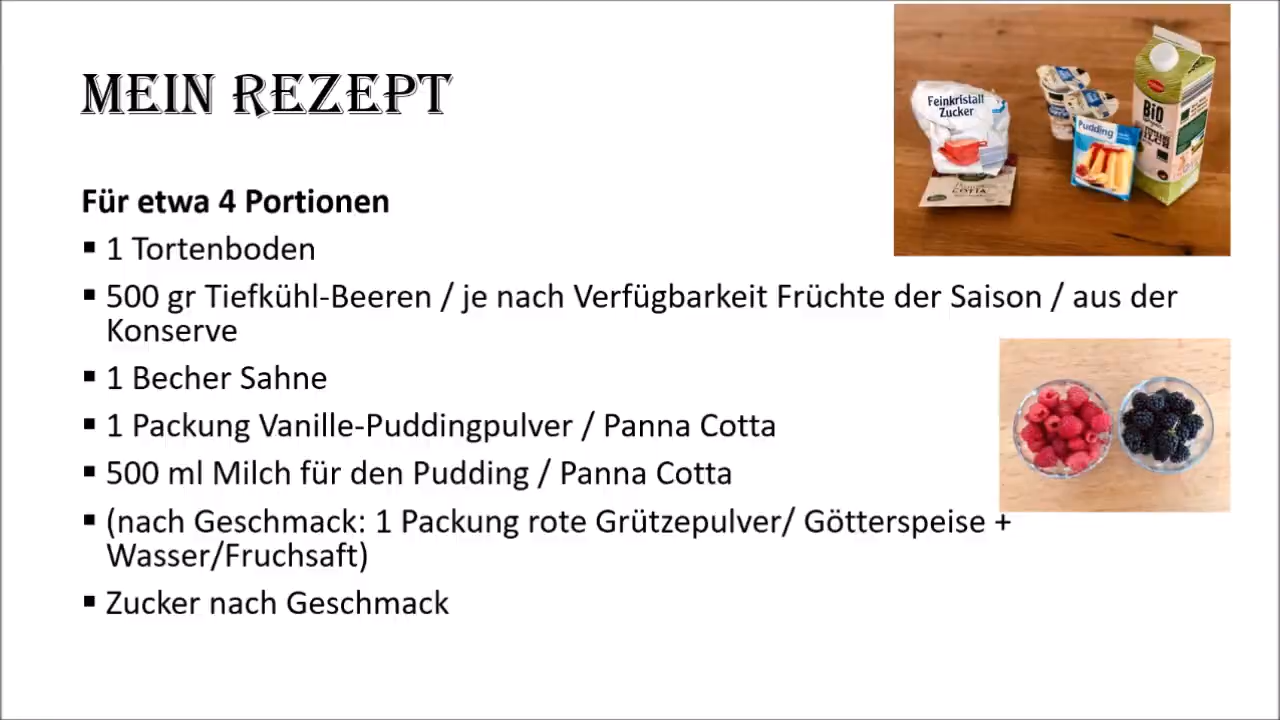 MEIN REZEPT
Für etwa 4 Portionen
▪ 1 Tortenboden
▪ 500 gr Tiefkühl-Beeren / je nach Verfügbarkeit Früchte der Saison / aus der
Konserve
▪ 1 Becher Sahne
▪ 1 Packung Vanille-Puddingpulver / Panna Cotta
▪ 500 ml Milch für den Pudding / Panna Cotta
▪ (nach Geschmack: 1 Packung rote Grützepulver/ Götterspeise +
Wasser/Fruchsaft)
▪ Zucker nach Geschmack
Feinkristall
Zucker
COTTA
Pudding
BiO